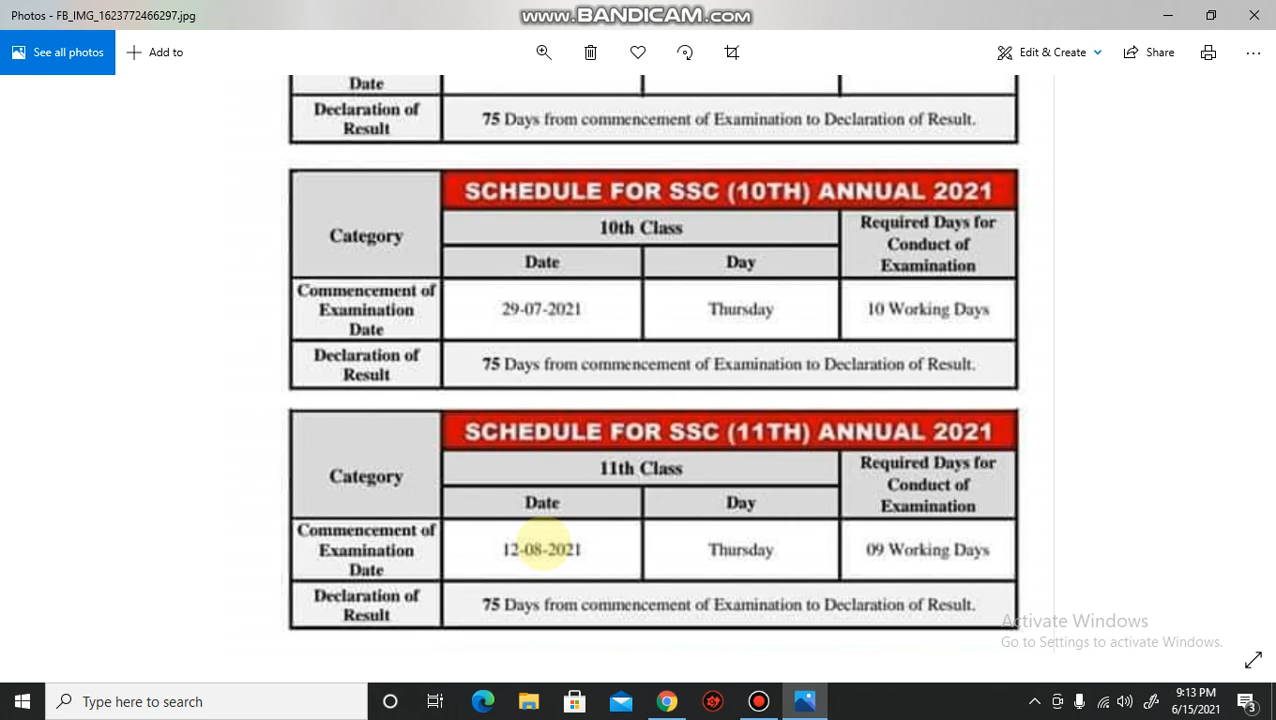 Photos - FB_IMG_1623772466297.jpg
www.BANDICAM.com
See all photos
Add to
Edit & Create
Share
Date
Declaration of
Result
75 Days from commencement of Examination to Declaration of Result.
Category
SCHEDULE FOR SSC (10TH) ANNUAL 2021
10th Class
Required Days for
Conduct of
Examination
Date
Day
Commencement of
Examination
Date
29-07-2021
Thursday
10 Working Days
Declaration of
Result
75 Days from commencement of Examination to Declaration of Result.
Category
SCHEDULE FOR SSC (11TH) ANNUAL 2021
11th Class
Required Days for
Conduct of
Examination
Date
Day
Commencement of
Examination
Date
12-08-2021
Thursday
09 Working Days
Declaration of
Result
75 Days from commencement of Examination to Declaration of Result.
Activate Windows
Go to Settings to activate Windows.
Type here to search
9:13 PM
6/15/2021
3